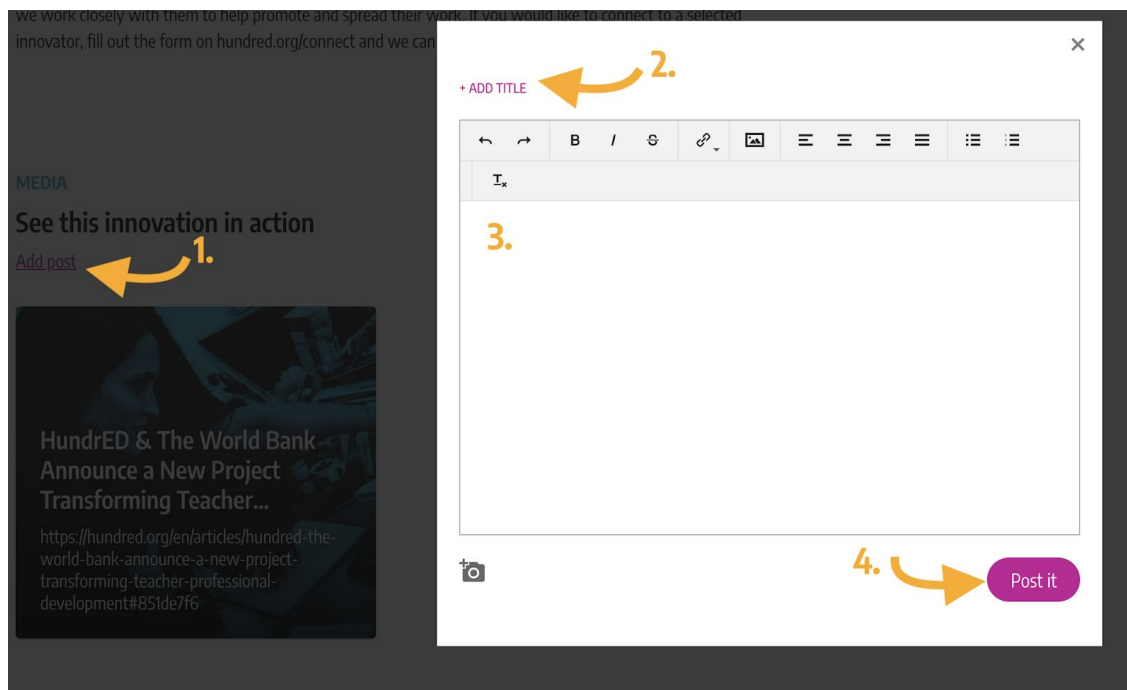 we work closely with them to help promote and spread their work. If you would like to connect to a selected
innovator, fill out the form on hundred.org/connect and we can
MEDIA
See this innovation in action
Add post
1.
HundrED & The World Bank
Announce a New Project
Transforming Teacher...
https://hundred.org/en/articles/hundred-the-
world-bank-announce-a-new-project-
transforming-teacher-professional-
development#851de7f6
+ ADD TITLE
2.
3.
4.
Post it